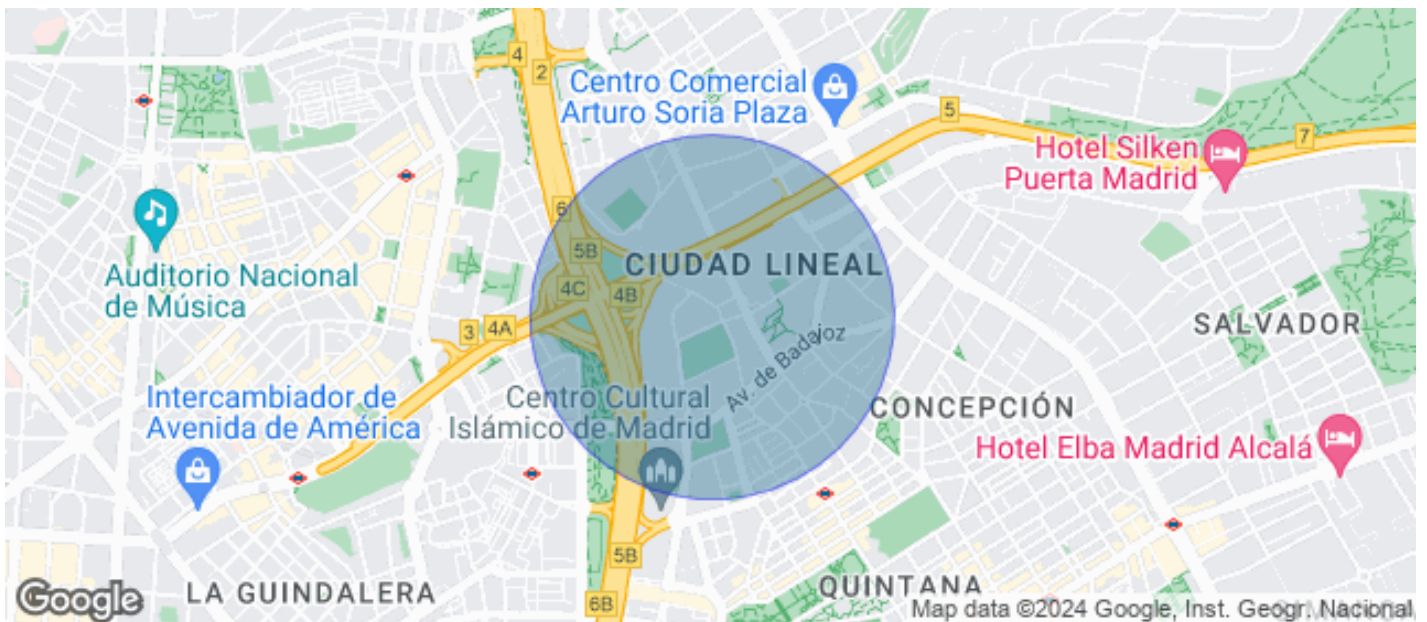 4
2
Centro Comercial
Arturo Soria Plaza
5
7
Hotel Silken
Puerta Madrid
6
5B
CIUDAD LINEAL
Auditorio Nacional
de Música
4C
4B
SALVADOR
3
4A
Av. de Badajoz
Intercambiador de
Avenida de América
Centro Cultural
Islámico de Madrid
CONCEPCIÓN
Hotel Elba Madrid Alcalá
5B
QUINTANA
LA GUINDALERA
6B
Google
Map data ©2024 Google, Inst. Geogr. Nacional